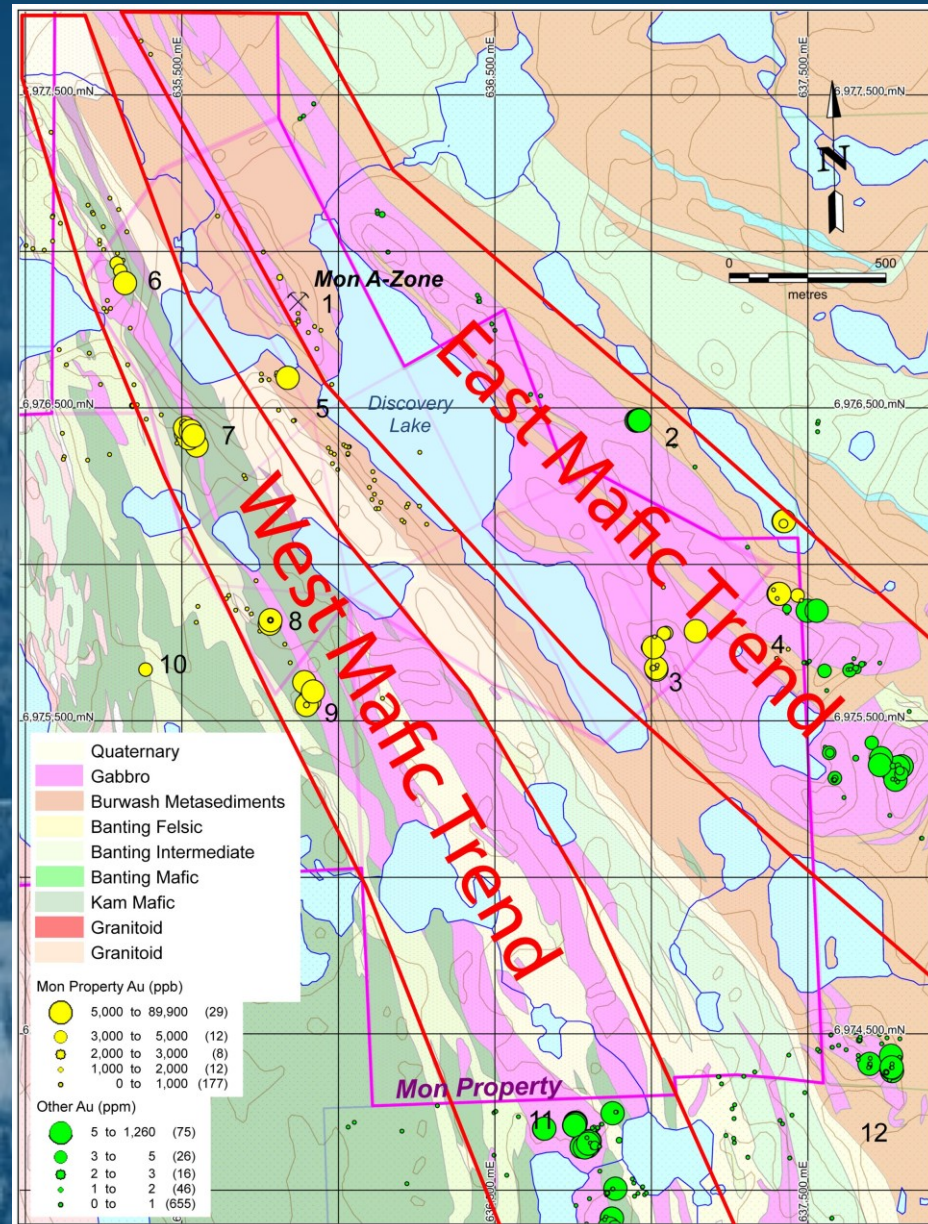 635,500 mE
636,500 mE
637,500 mE
6,977,500 mN
6,977,500 mN
N
0 500
metres
Mon A-Zone
1
6
East Mafic Trend
5
Discovery
Lake
6,976,500 mN
6,976,500 mN
2
7
West Mafic Trend
8
4
10
3
9
6,975,500 mN
6,975,500 mN
Quaternary
Gabbro
Burwash Metasediments
Banting Felsic
Banting Intermediate
Banting Mafic
Kam Mafic
Granitoid
Granitoid
Mon Property Au (ppb)
5,000 to 89,900 (29)
3,000 to 5,000 (12)
2,000 to 3,000 (8)
1,000 to 2,000 (12)
0 to 1,000 (177)
Other Au (ppm)
5 to 1,260 (75)
3 to 5 (26)
2 to 3 (16)
1 to 2 (46)
0 to 1 (655)
6,974,500 mN
Mon Property
11
12
636,500 mE
637,500 mE